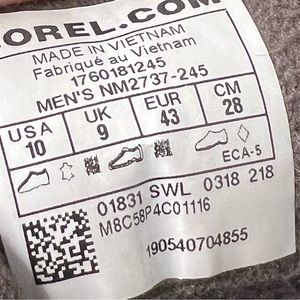 OREL.COM
MADE IN VIETNAM
Fabriqué au Vietnam
1760181245
MEN'S NM2737-245
USA UK EUR CM
10 9 43 28
ECA-5
01831 SWL 0318 218
M8C58P4C01116
190540704855